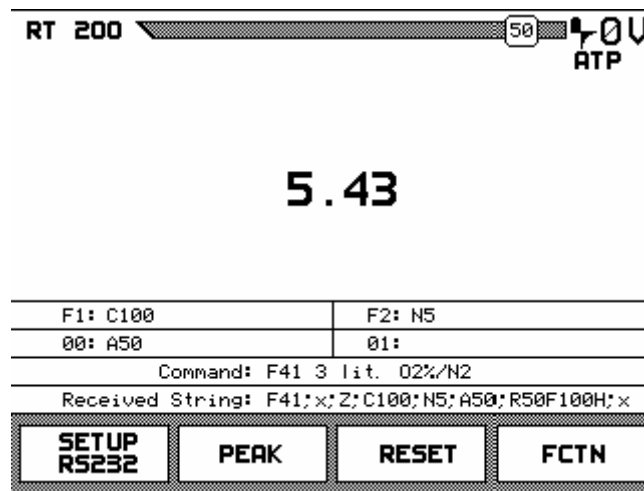 RT 200 50 0V
ATP
5.43
F1: C100 F2: N5
00: A50 01:
Command: F41 3 lit. O2%/N2
Received String: F41;x;Z;C100;N5;A50;R50F100H;x
SETUP RS232 PEAK RESET FCTN